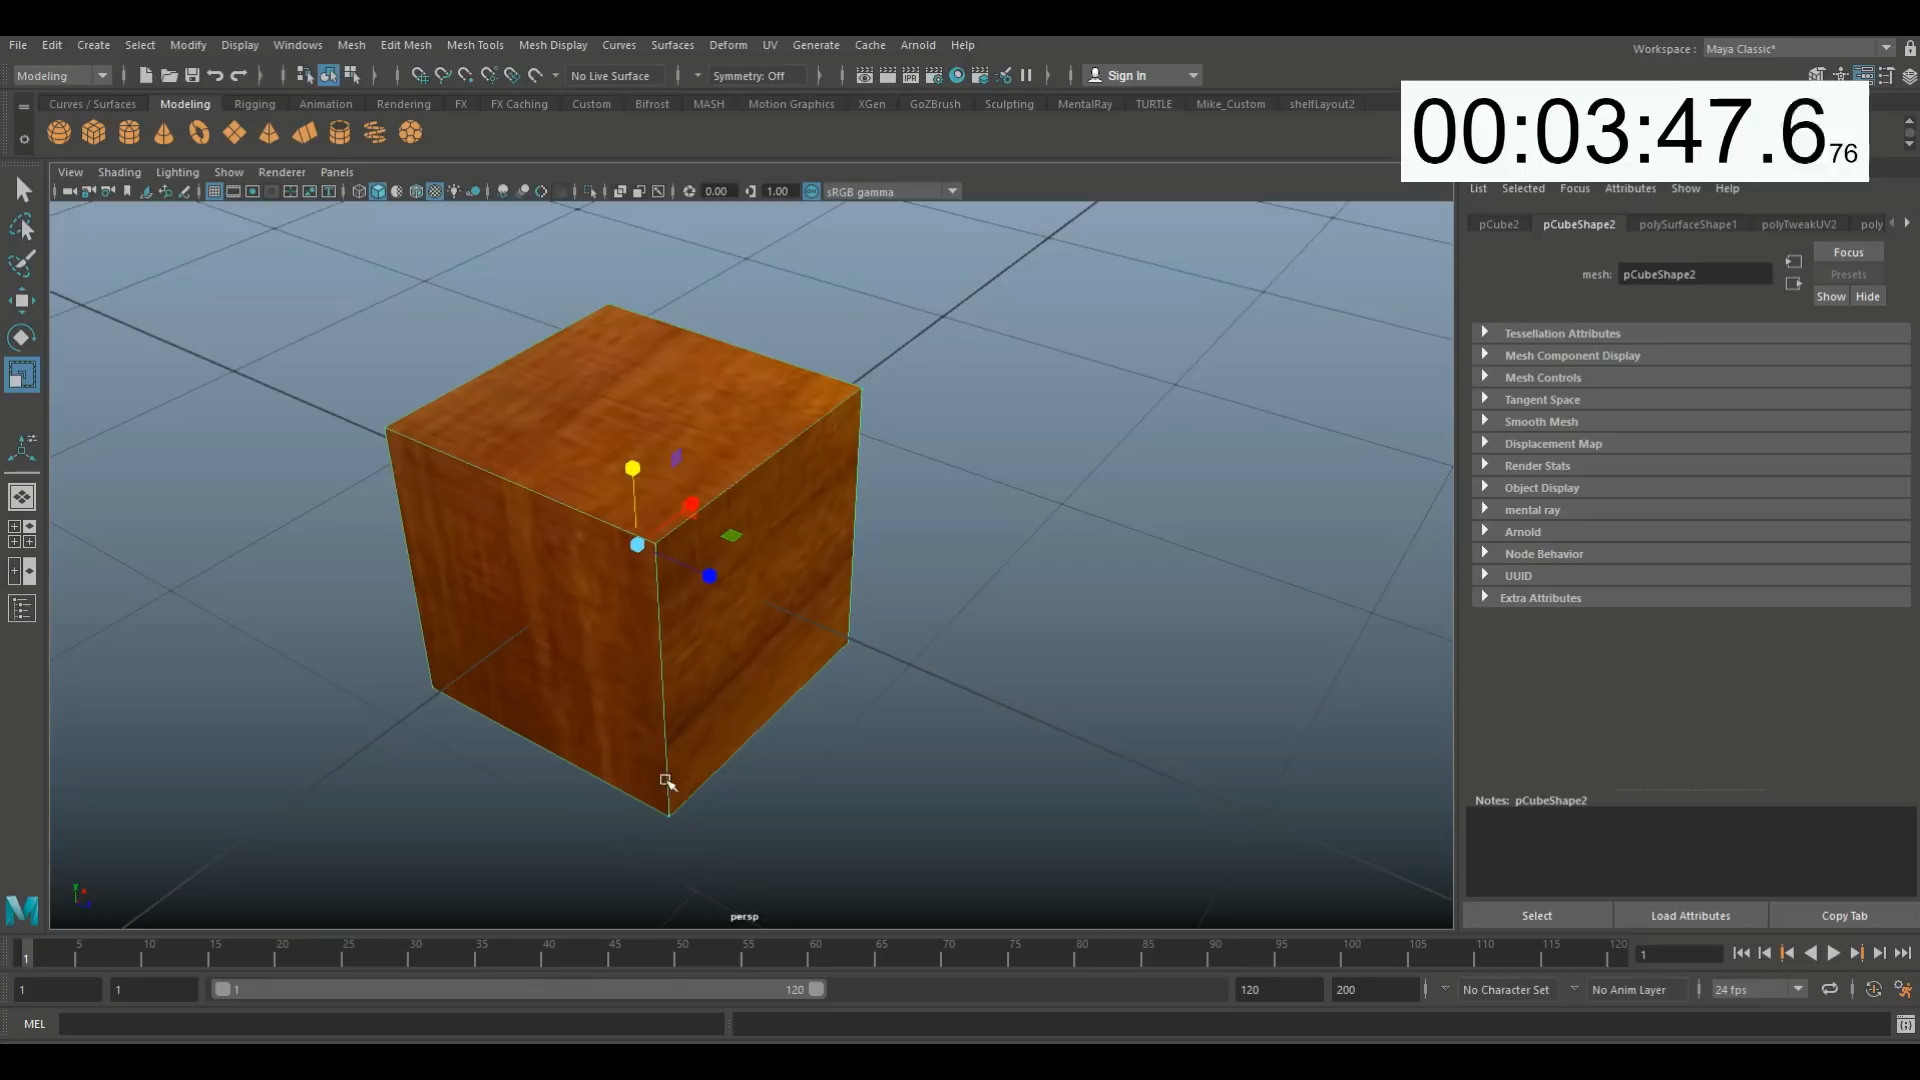 File Edit Create Select Modify Display Windows Mesh Edit Mesh Mesh Tools Mesh Display Curves Surfaces Deform UV Generate Cache Arnold Help
Workspace : Maya Classic*
Modeling No Live Surface Symmetry: Off IPR Sign In
Curves / Surfaces Modeling Rigging Animation Rendering FX FX Caching Custom Bifrost MASH Motion Graphics XGen GoZBrush Sculpting MentalRay TURTLE Mike_Custom shelfLayout2
00:03:47.676
View Shading Lighting Show Renderer Panels
0.00 1.00 ON sRGB gamma
List Selected Focus Attributes Show Help
pCube2 pCubeShape2 polySurfaceShape1 polyTweakUV2 poly
Focus
mesh: pCubeShape2 Presets
Show Hide
Tessellation Attributes
Mesh Component Display
Mesh Controls
Tangent Space
Smooth Mesh
Displacement Map
Render Stats
Object Display
mental ray
Arnold
Node Behavior
UUID
Extra Attributes
Notes: pCubeShape2
y
persp
Select Load Attributes Copy Tab
1 5 10 15 20 25 30 35 40 45 50 55 60 65 70 75 80 85 90 95 100 105 110 115 120 1
1 1 1 120 120 200 No Character Set No Anim Layer 24 fps
MEL